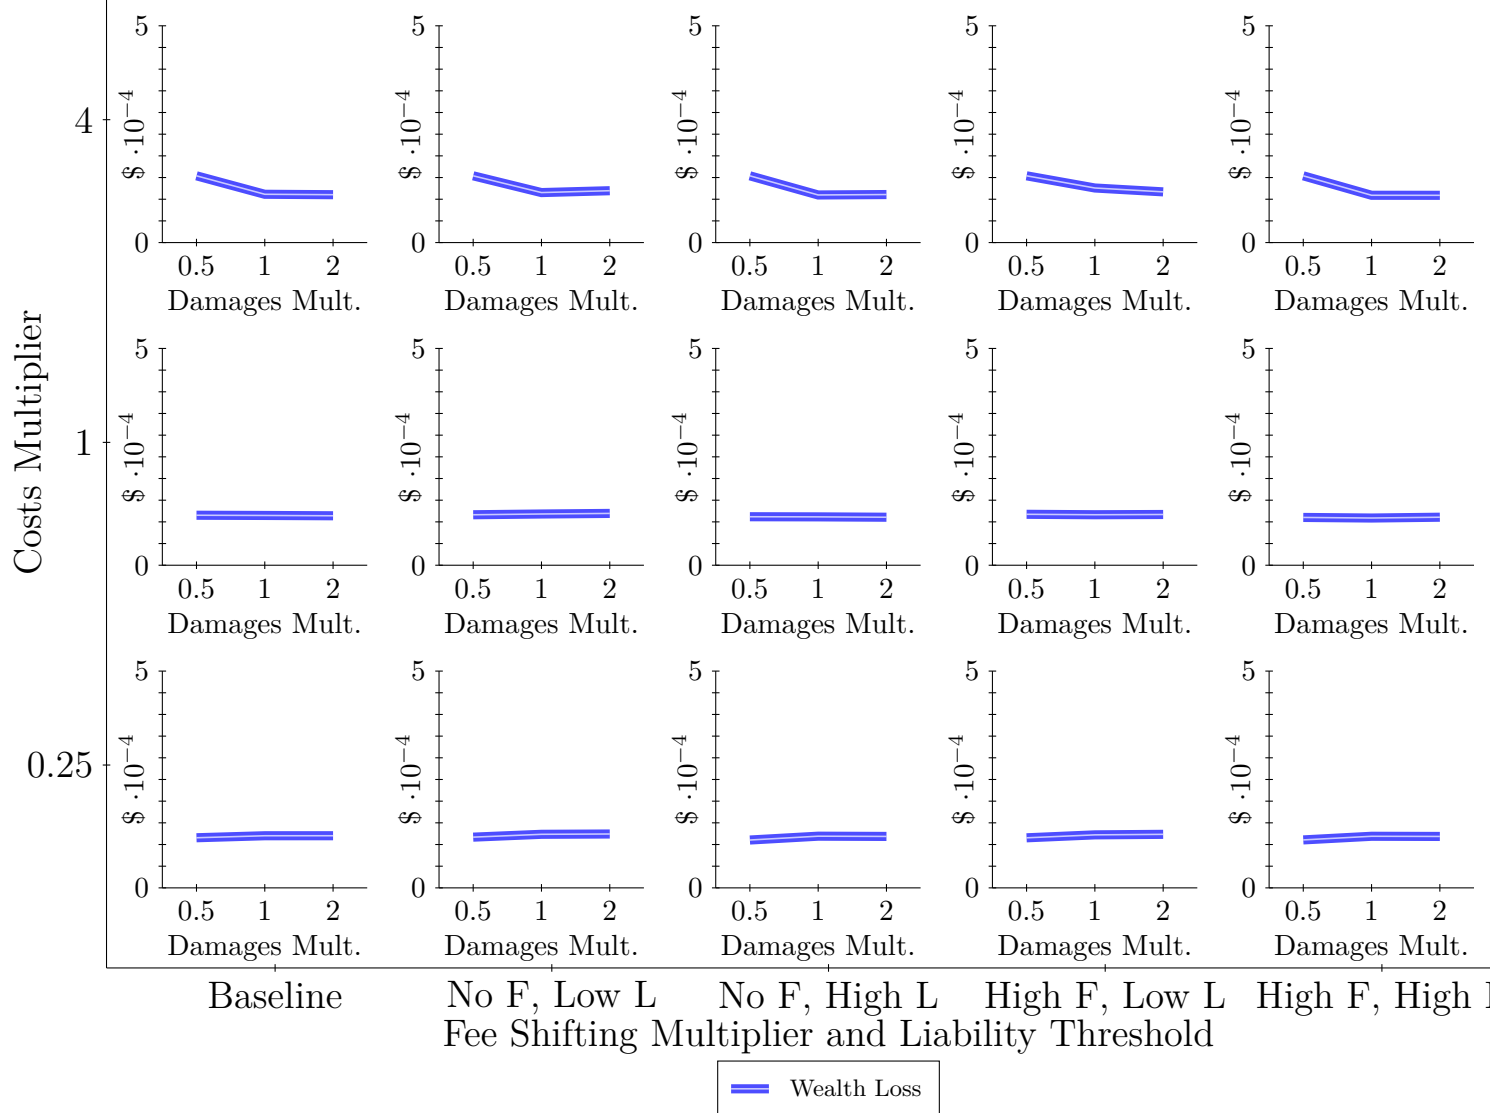 Costs Multiplier
4
5
$ ·10−4
0
0.5 1 2
Damages Mult.
5
$ ·10−4
0
0.5 1 2
Damages Mult.
5
$ ·10−4
0
0.5 1 2
Damages Mult.
5
$ ·10−4
0
0.5 1 2
Damages Mult.
5
$ ·10−4
0
0.5 1 2
Damages Mult.
1
5
$ ·10−4
0
0.5 1 2
Damages Mult.
5
$ ·10−4
0
0.5 1 2
Damages Mult.
5
$ ·10−4
0
0.5 1 2
Damages Mult.
5
$ ·10−4
0
0.5 1 2
Damages Mult.
5
$ ·10−4
0
0.5 1 2
Damages Mult.
0.25
5
$ ·10−4
0
0.5 1 2
Damages Mult.
5
$ ·10−4
0
0.5 1 2
Damages Mult.
5
$ ·10−4
0
0.5 1 2
Damages Mult.
5
$ ·10−4
0
0.5 1 2
Damages Mult.
5
$ ·10−4
0
0.5 1 2
Damages Mult.
Baseline
No F, Low L
No F, High L
High F, Low L
High F, High
Fee Shifting Multiplier and Liability Threshold
Wealth Loss